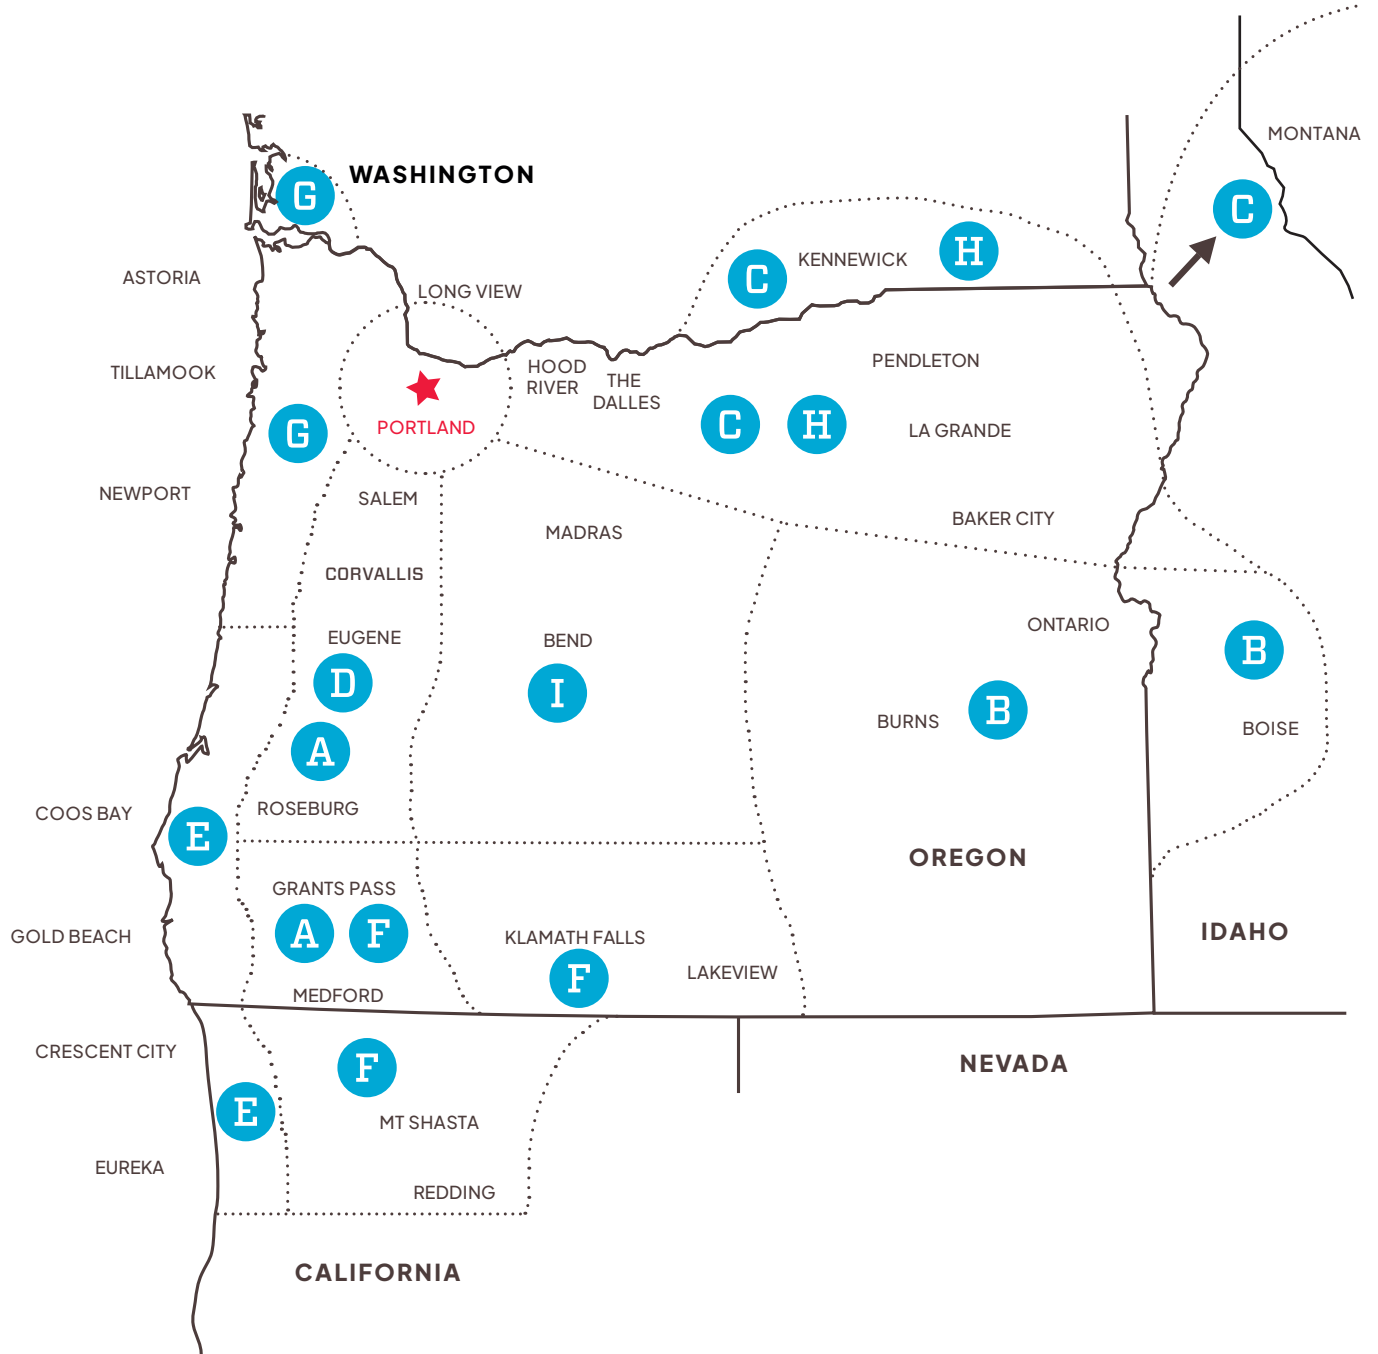 MONTANA
WASHINGTON
G
C
H
KENNEWICK
C
ASTORIA
LONG VIEW
TILLAMOOK
HOOD
RIVER
THE
DALLES
PENDLETON
PORTLAND
G
C
H
LA GRANDE
NEWPORT
SALEM
BAKER CITY
MADRAS
CORVALLIS
ONTARIO
EUGENE
BEND
B
D
I
B
BURNS
BOISE
A
ROSEBURG
COOS BAY
E
OREGON
GRANTS PASS
A
F
GOLD BEACH
KLAMATH FALLS
IDAHO
F
LAKEVIEW
MEDFORD
CRESCENT CITY
F
NEVADA
E
MT SHASTA
EUREKA
REDDING
CALIFORNIA